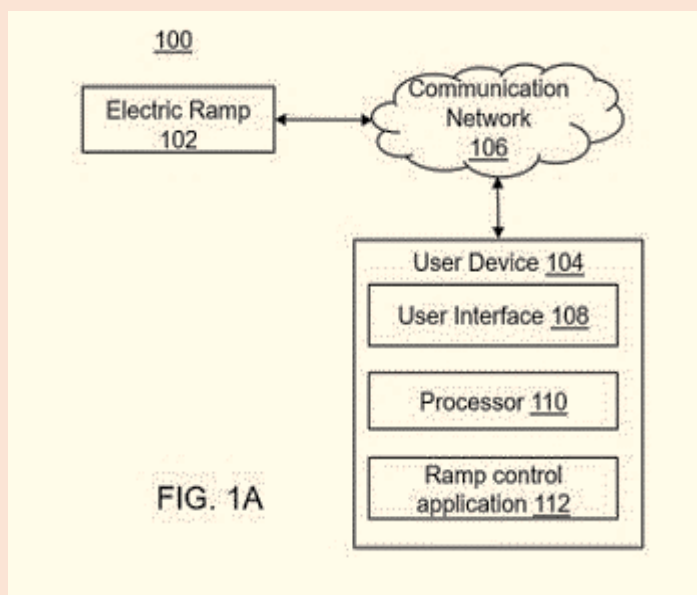 100
Electric Ramp
102
Communication
Network
106
User Device 104
User Interface 108
Processor 110
Ramp control
application 112
FIG. 1A